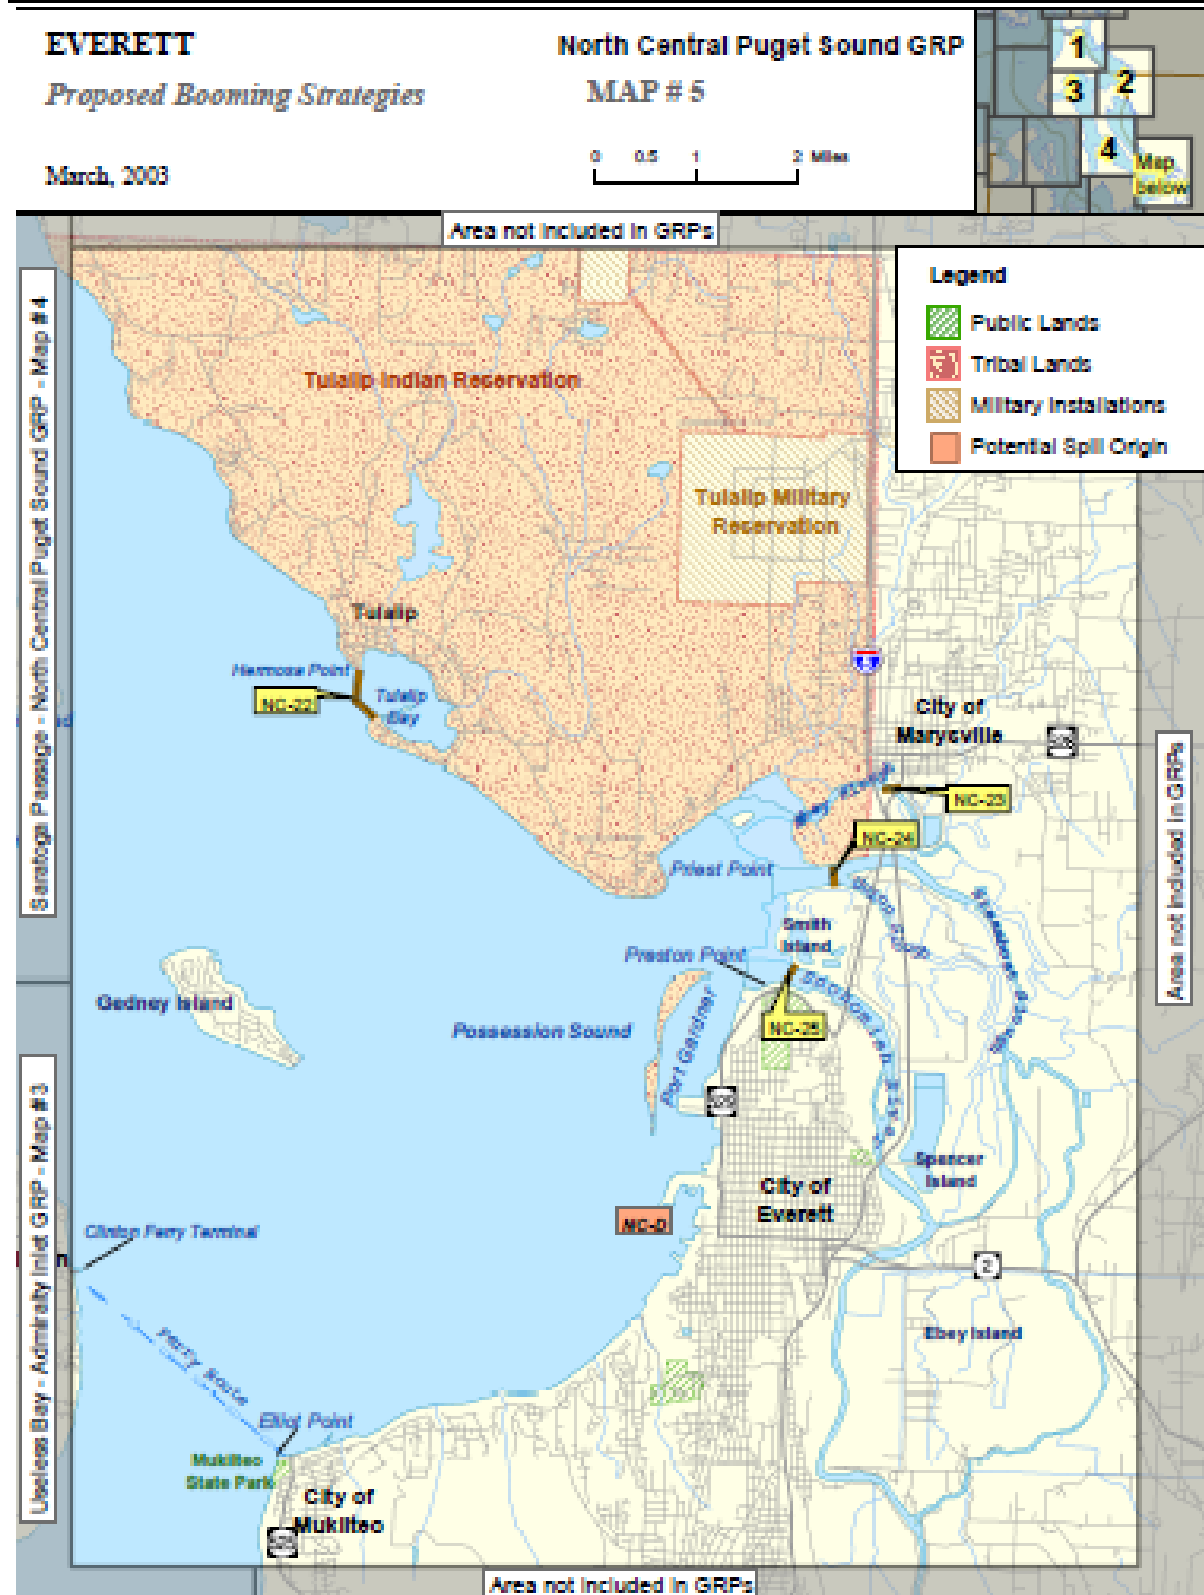 EVERETT
North Central Puget Sound GRP
Proposed Booming Strategies
MAP # 5
March, 2003
0 0.5 1 2 Miles
1
2
3
4
Map
below
Area not Included in GRPs
Legend
Public Lands
Tribal Lands
Military Installations
Potential Spill Origin
Saratoga Passage - North Central Puget Sound GRP - Map #4
Tulalip Indian Reservation
Tulalip Military
Reservation
Tulalip
Hermosa Point
NC-22
Tulalip
Bay
City of
Marysville
NC-23
Ebey Slough
NC-24
Priest Point
Steamboat Slough
Smith
Island
Preston Point
Snohomish River
NC-25
Area not Included in GRPs
Gedney Island
Possession Sound
Port Gardner
Spencer
Island
City of
Everett
NC-D
Useless Bay - Admiralty Inlet GRP - Map #3
Clinton Ferry Terminal
2
Ebey Island
Ferry Route
Elliot Point
Mukilteo
State Park
City of
Mukilteo
Area not Included in GRPs